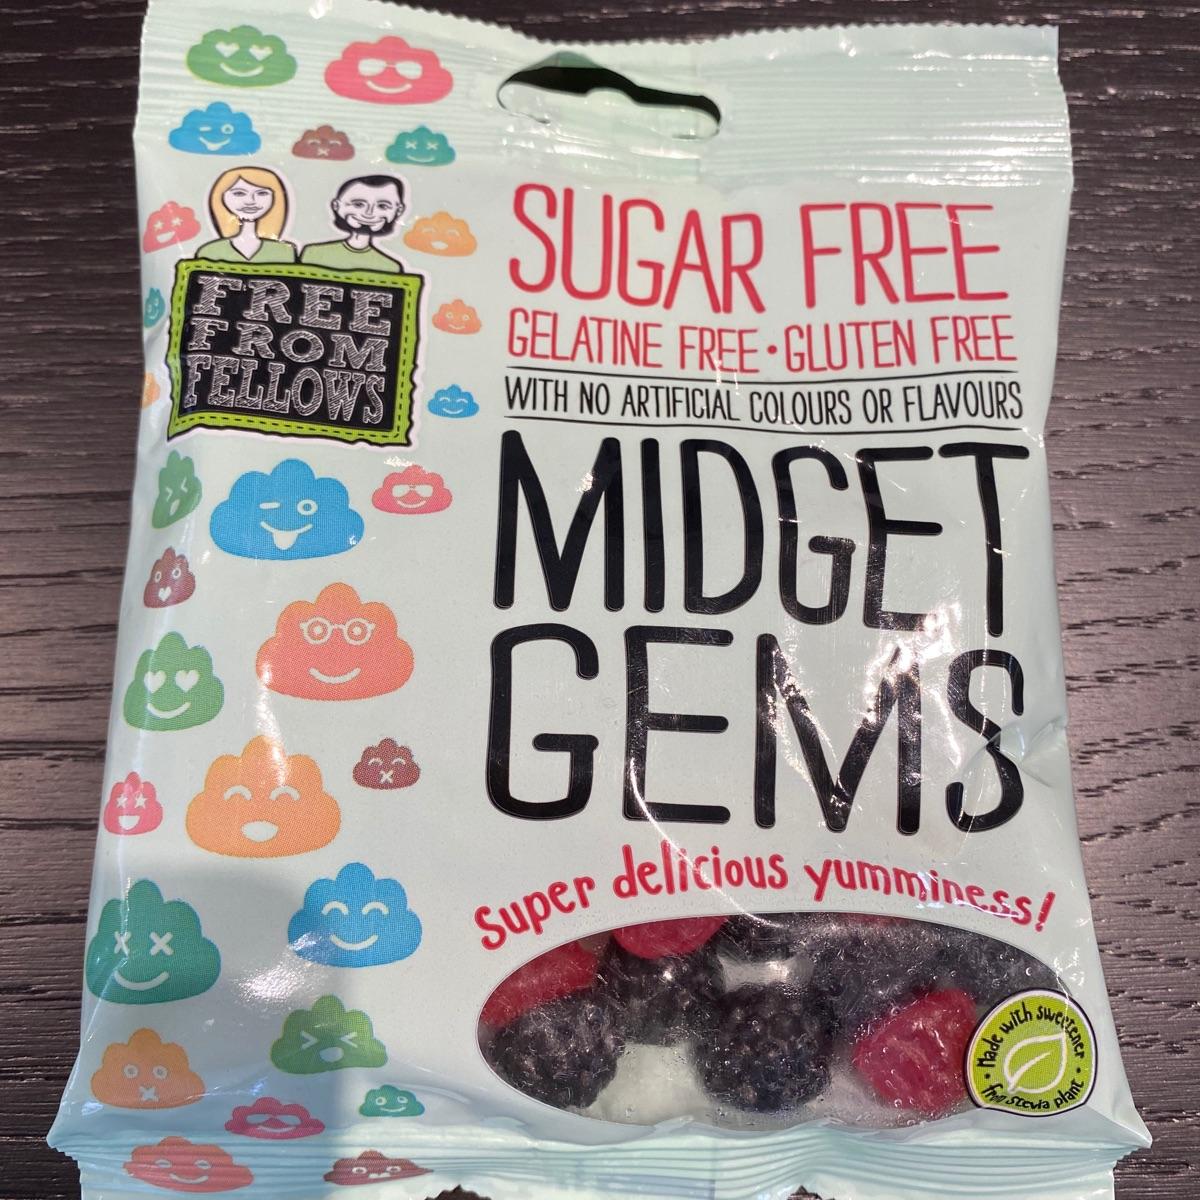 FREE
FROM
FELLOWS
SUGAR FREE
GELATINE FREE • GLUTEN FREE
WITH NO ARTIFICIAL COLOURS OR FLAVOURS
MIDGET
GEMS
Super delicious yumminess!
• Made with sweetener •
from stevia plant